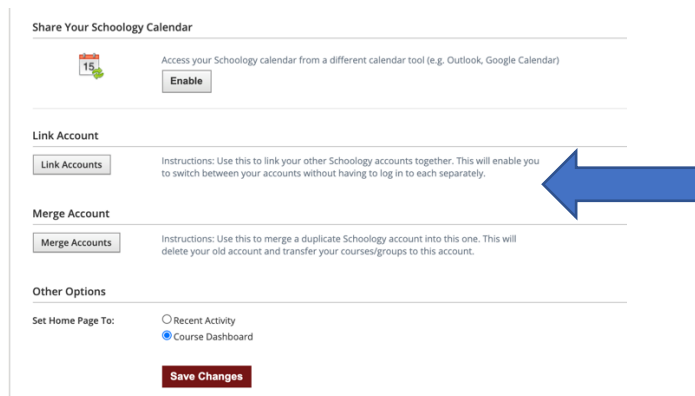 Share Your Schoology Calendar
15
Access your Schoology calendar from a different calendar tool (e.g. Outlook, Google Calendar)
Enable
Link Account
Link Accounts
Instructions: Use this to link your other Schoology accounts together. This will enable you
to switch between your accounts without having to log in to each separately.
Merge Account
Merge Accounts
Instructions: Use this to merge a duplicate Schoology account into this one. This will
delete your old account and transfer your courses/groups to this account.
Other Options
Set Home Page To:
Recent Activity
Course Dashboard
Save Changes